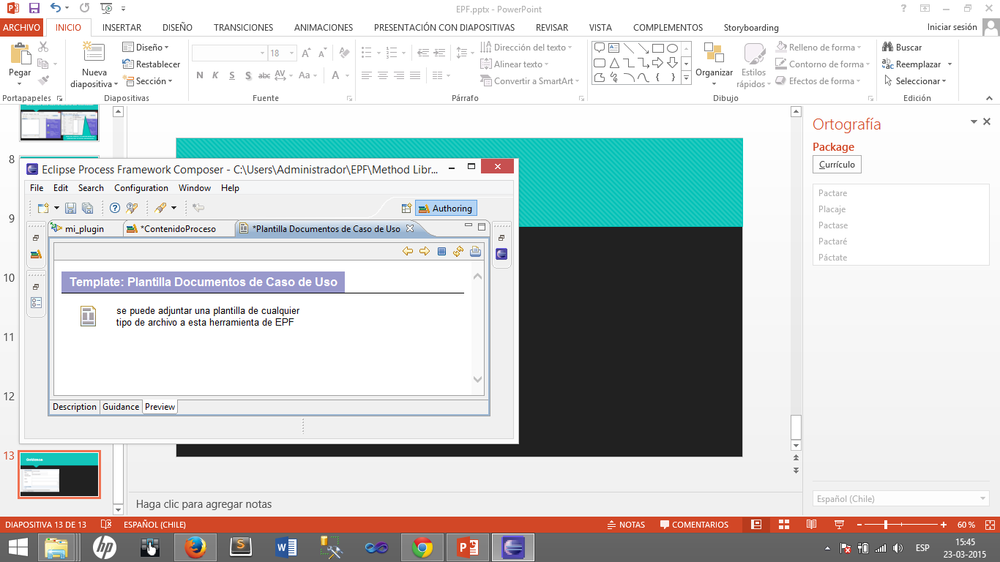 EPF.pptx - PowerPoint
ARCHIVO INICIO INSERTAR DISEÑO TRANSICIONES ANIMACIONES PRESENTACIÓN CON DIAPOSITIVAS REVISAR VISTA COMPLEMENTOS Storyboarding Iniciar sesión
Pegar
Portapapeles
Nueva diapositiva
Diseño
Restablecer
Sección
Diapositivas
18
N K S S abc AV Aa A
Fuente
Dirección del texto
Alinear texto
Convertir a SmartArt
Párrafo
Organizar
Estilos rápidos
Relleno de forma
Contorno de forma
Efectos de forma
Dibujo
Buscar
Reemplazar
Seleccionar
Edición
8
9
10
11
12
13
Guidance
Eclipse Process Framework Composer - C:\Users\Administrador\EPF\Method Libr...
File Edit Search Configuration Window Help
Authoring
mi_plugin *ContenidoProceso *Plantilla Documentos de Caso de Uso
Template: Plantilla Documentos de Caso de Uso
se puede adjuntar una plantilla de cualquier
tipo de archivo a esta herramienta de EPF
Description Guidance Preview
Haga clic para agregar notas
Ortografía
Package
Currículo
Pactare
Placaje
Pactase
Pactaré
Páctate
Español (Chile)
DIAPOSITIVA 13 DE 13 ESPAÑOL (CHILE) NOTAS COMENTARIOS 60 %
ESP
15:45
23-03-2015